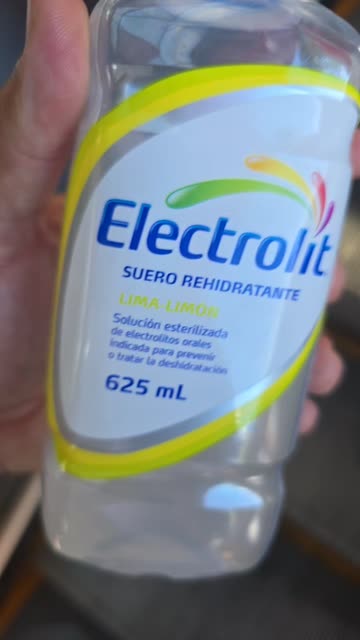 Electrolit
SUERO REHIDRATANTE
LIMA LIMÓN
Solución esterilizada
de electrolitos orales
indicada para prevenir
o tratar la deshidratación
625 mL